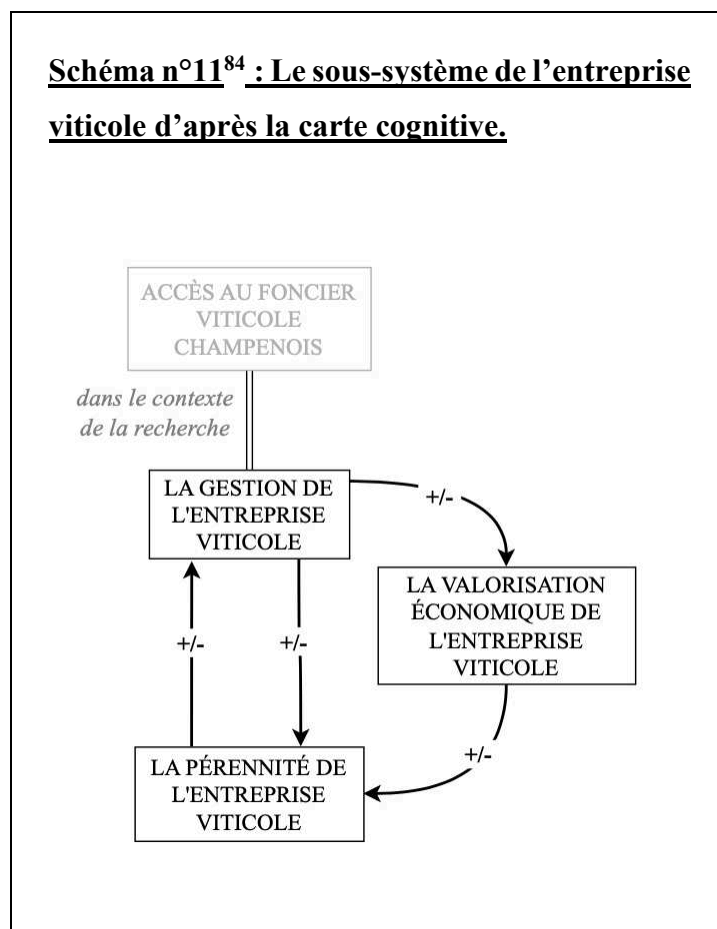 Schéma n°11⁸⁴ : Le sous-système de l’entreprise
viticole d’après la carte cognitive.
ACCÈS AU FONCIER
VITICOLE
CHAMPENOIS
dans le contexte
de la recherche
LA GESTION DE
L'ENTREPRISE
VITICOLE
+/-
LA VALORISATION
ÉCONOMIQUE DE
L'ENTREPRISE
VITICOLE
+/-
+/-
+/-
LA PÉRENNITÉ DE
L'ENTREPRISE
VITICOLE